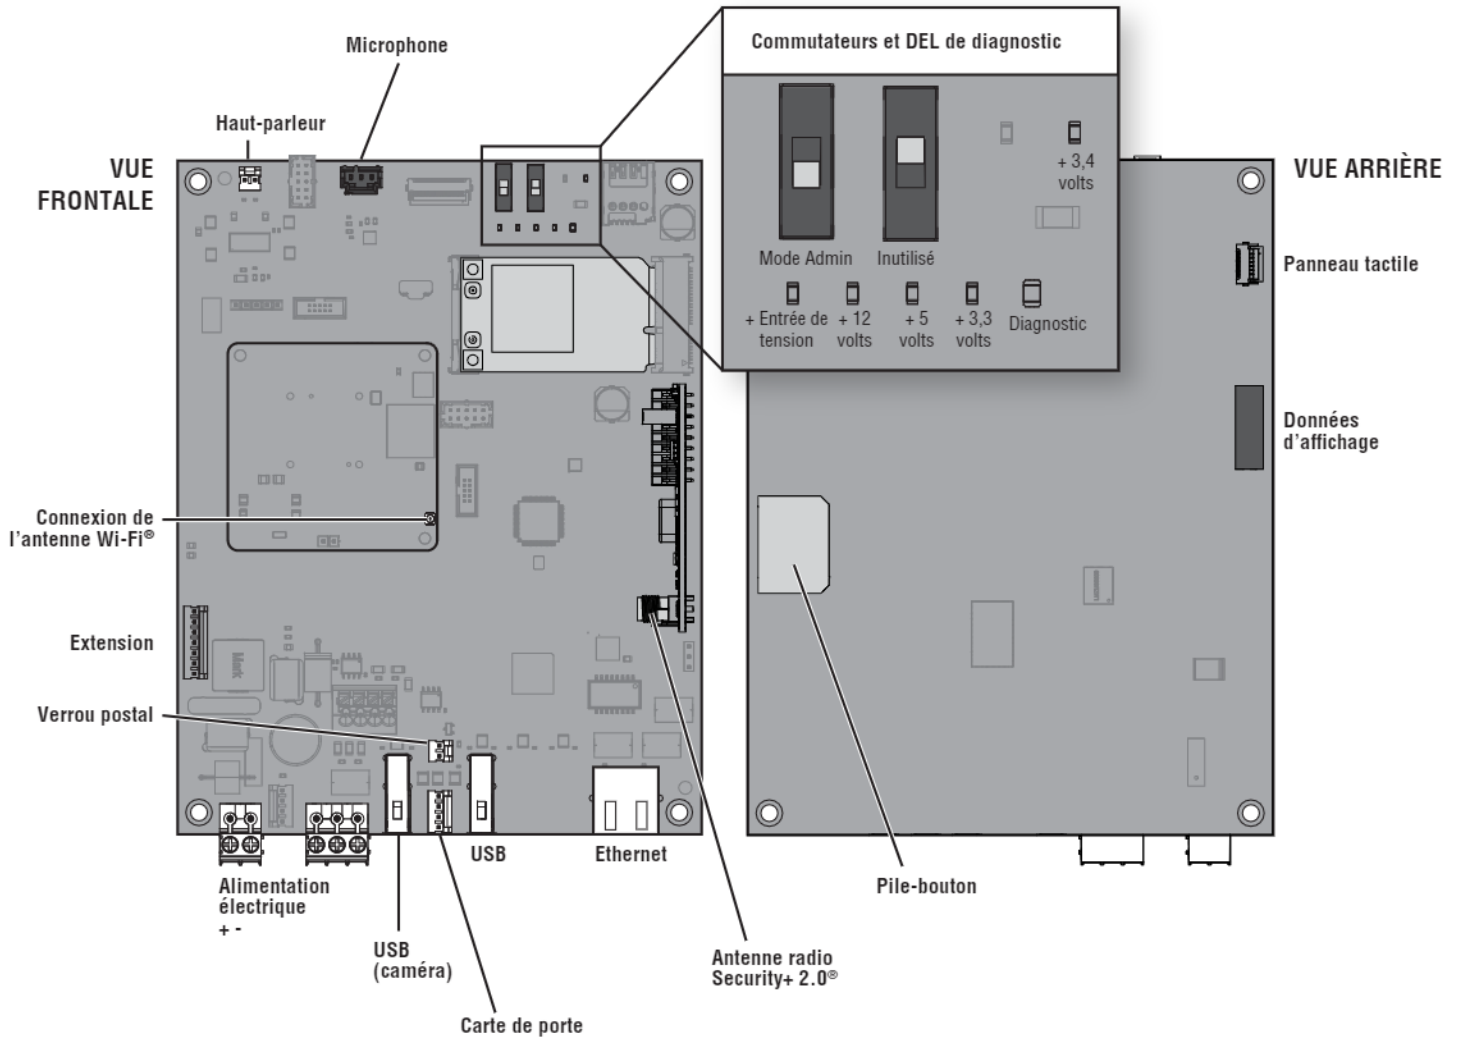 Commutateurs et DEL de diagnostic
Microphone
Haut-parleur
VUE
FRONTALE
VUE ARRIÈRE
+ 3,4
volts
Mode Admin
Inutilisé
Panneau tactile
+ Entrée de
tension
+ 12
volts
+ 5
volts
+ 3,3
volts
Diagnostic
Données
d'affichage
Connexion de
l'antenne Wi-Fi®
Extension
Mark
Verrou postal
USB
Ethernet
Alimentation
électrique
+ -
Pile-bouton
USB
(caméra)
Antenne radio
Security+ 2.0®
Carte de porte